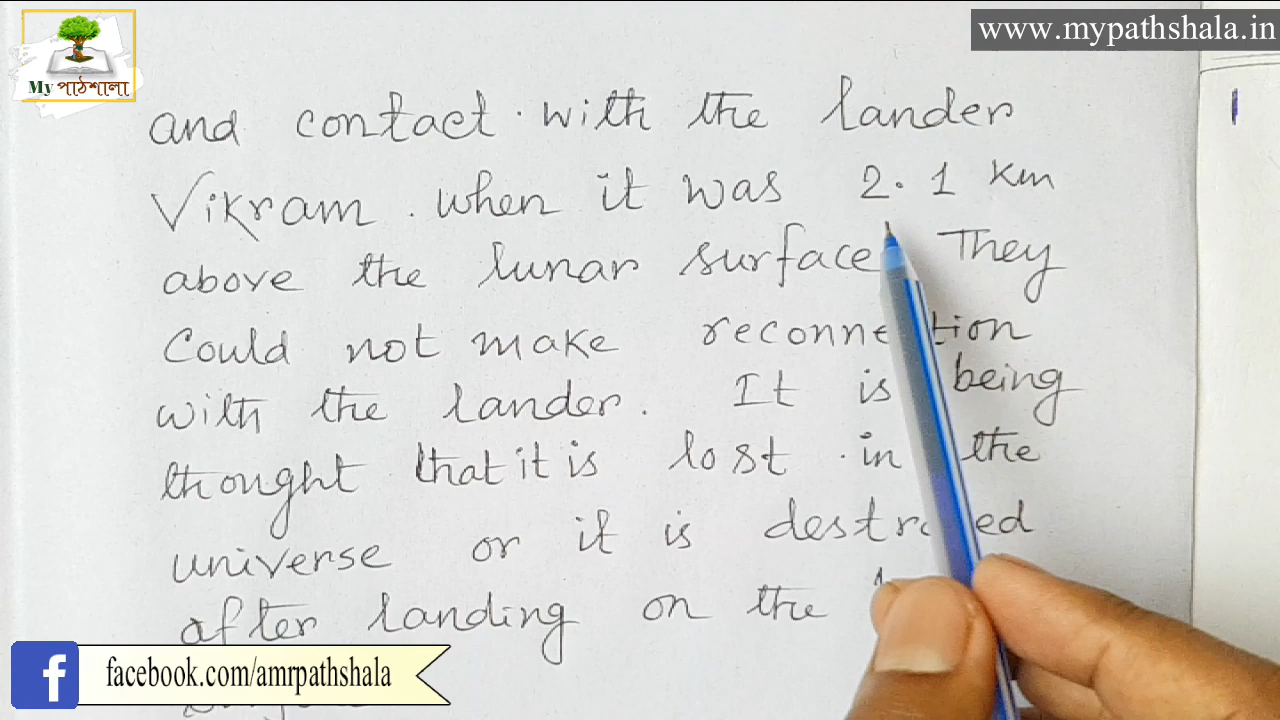 My পাঠশালা
www.mypathshala.in
and contact with the lander
Vikram when it was 2.1 Km
above the lunar surface They
Could not make
with the lander. It is being
thought that it is lost in the
universe or it is
after landing on the
facebook.com/amrpathshala